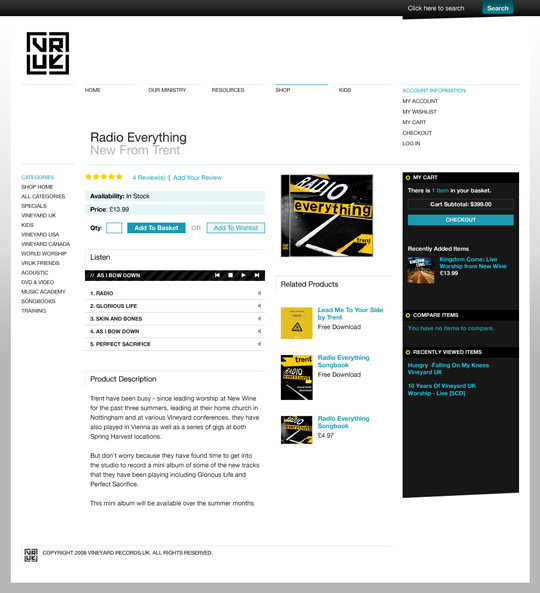 Click here to search
Search
VR
UK
HOME
OUR MINISTRY
RESOURCES
SHOP
KIDS
ACCOUNT INFORMATION
MY ACCOUNT
MY WISHLIST
MY CART
CHECKOUT
LOG IN
Radio Everything
New From Trent
CATEGORIES
SHOP HOME
ALL CATEGORIES
SPECIALS
VINEYARD UK
KIDS
VINEYARD USA
VINEYARD CANADA
WORLD WORSHIP
VRUK FRIENDS
ACOUSTIC
DVD & VIDEO
MUSIC ACADEMY
SONGBOOKS
TRAINING
4 Review(s) | Add Your Review
Availability: In Stock
Price: £13.99
Qty: Add To Basket OR Add To Wishlist
Listen
// AS I BOW DOWN
1. RADIO
2. GLORIOUS LIFE
3. SKIN AND BONES
4. AS I BOW DOWN
5. PERFECT SACRIFICE
Product Description
Trent have been busy - since leading worship at New Wine
for the past three summers, leading at their home church in
Nottingham and at various Vineyard conferences, they have
also played in Vienna as well as a series of gigs at both
Spring Harvest locations.
But don't worry because they have found time to get into
the studio to record a mini album of some of the new tracks
that they have been playing including Glorious Life and
Perfect Sacrifice.
This mini album will be available over the summer months
RADIO
everything
trent
Related Products
Lead Me To Your Side
by Trent
Free Download
trent
RADIO
everything
Radio Everything
Songbook
Free Download
RADIO
everything
Radio Everything
Songbook
£4.97
MY CART
There is 1 item in your basket.
Cart Subtotal: $399.00
CHECKOUT
Recently Added Items
Kingdom Come: Live
Worship from New Wine
£13.99
COMPARE ITEMS
You have no items to compare.
RECENTLY VIEWED ITEMS
Hungry -Falling On My Knees
Vineyard UK
10 Years Of Vineyard UK
Worship - Live [SCD]
VR
UK
COPYRIGHT 2008 VINEYARD RECORDS UK. ALL RIGHTS RESERVED.